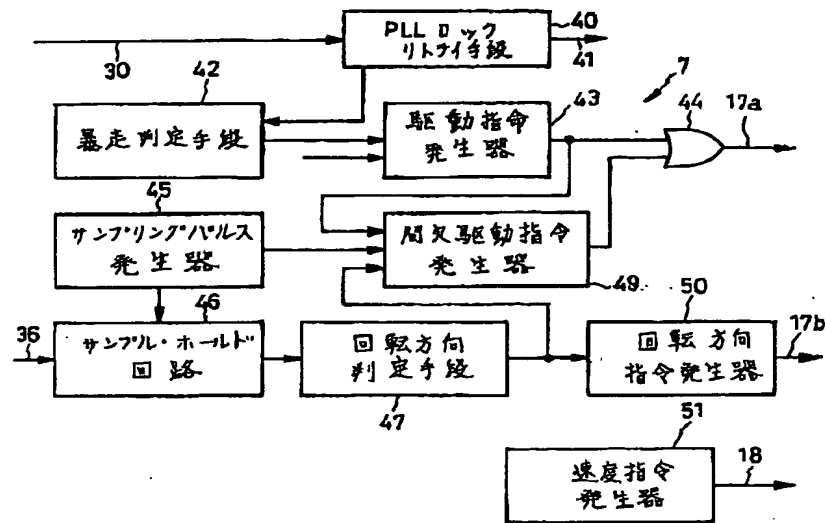 PLL ロック
リトライ手段
40
30
41
42
7
暴走判定手段
43
駆動指令
発生器
44
17a
45
サンプリングパルス
発生器
間欠駆動指令
発生器
49
46
36
サンプル・ホールド
回路
回転方向
判定手段
47
50
回転方向
指令発生器
17b
51
速度指令
発生器
18